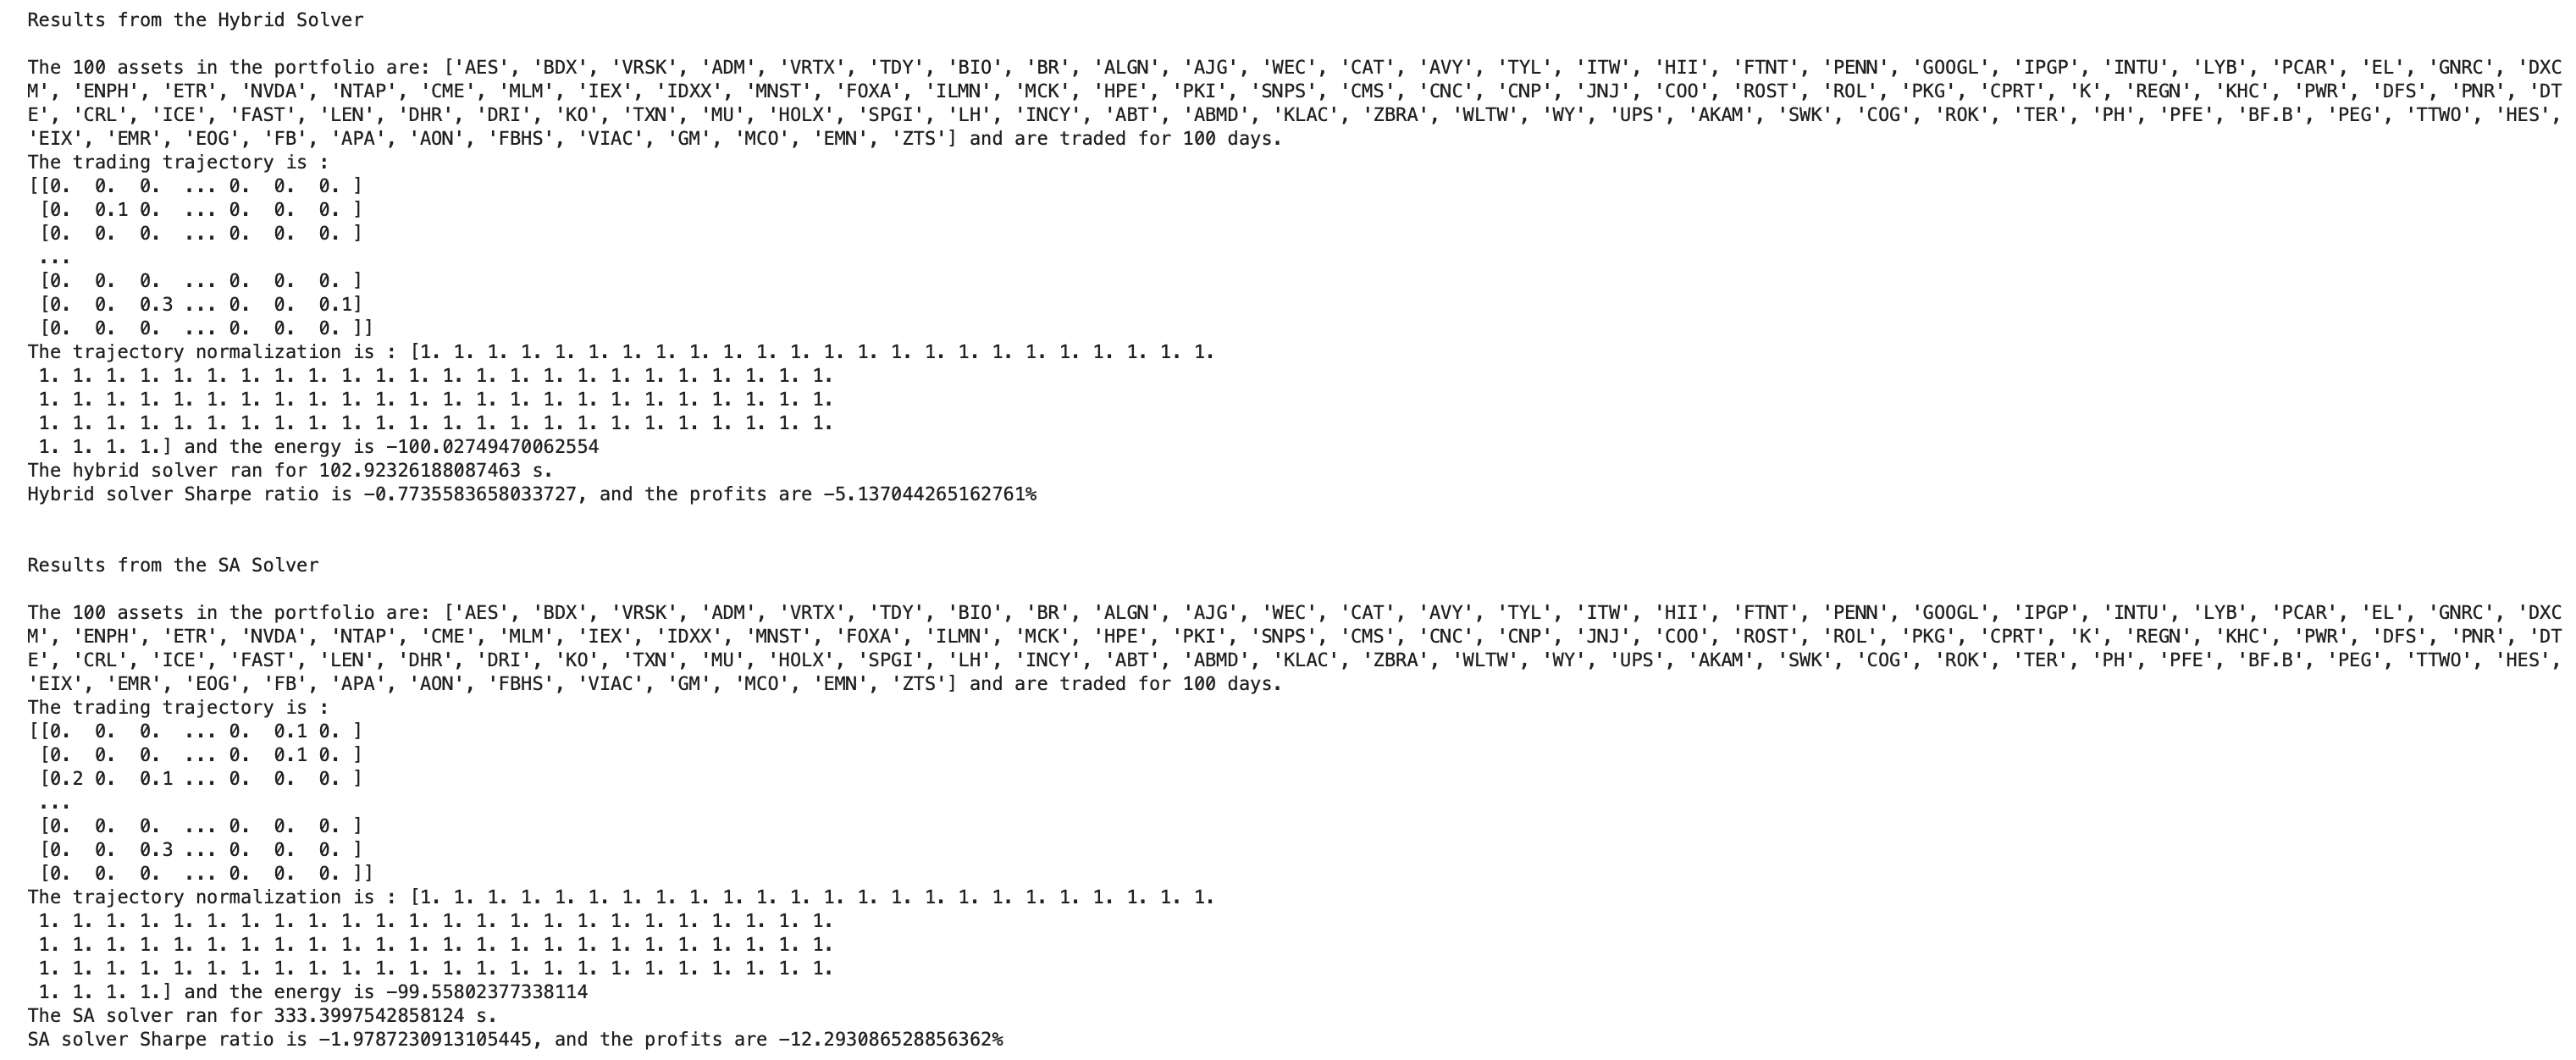 Results from the Hybrid Solver
The 100 assets in the portfolio are: ['AES', 'BDX', 'VRSK', 'ADM', 'VRTX', 'TDY', 'BIO', 'BR', 'ALGN', 'AJG', 'WEC', 'CAT', 'AVY', 'TYL', 'ITW', 'HII', 'FTNT', 'PENN', 'GOOGL', 'IPGP', 'INTU', 'LYB', 'PCAR', 'EL', 'GNRC', 'DXC
M', 'ENPH', 'ETR', 'NVDA', 'NTAP', 'CME', 'MLM', 'IEX', 'IDXX', 'MNST', 'FOXA', 'ILMN', 'MCK', 'HPE', 'PKI', 'SNPS', 'CMS', 'CNC', 'CNP', 'JNJ', 'COO', 'ROST', 'ROL', 'PKG', 'CPRT', 'K', 'REGN', 'KHC', 'PWR', 'DFS', 'PNR', 'DT
E', 'CRL', 'ICE', 'FAST', 'LEN', 'DHR', 'DRI', 'KO', 'TXN', 'MU', 'HOLX', 'SPGI', 'LH', 'INCY', 'ABT', 'ABMD', 'KLAC', 'ZBRA', 'WLTW', 'WY', 'UPS', 'AKAM', 'SWK', 'COG', 'ROK', 'TER', 'PH', 'PFE', 'BF.B', 'PEG', 'TTWO', 'HES',
'EIX', 'EMR', 'EOG', 'FB', 'APA', 'AON', 'FBHS', 'VIAC', 'GM', 'MCO', 'EMN', 'ZTS'] and are traded for 100 days.
The trading trajectory is :
[[0. 0. 0. ... 0. 0. 0. ]
[0. 0.1 0. ... 0. 0. 0. ]
[0. 0. 0. ... 0. 0. 0. ]
...
[0. 0. 0. ... 0. 0. 0. ]
[0. 0. 0.3 ... 0. 0. 0.1]
[0. 0. 0. ... 0. 0. 0. ]]
The trajectory normalization is : [1. 1. 1. 1. 1. 1. 1. 1. 1. 1. 1. 1. 1. 1. 1. 1. 1. 1. 1. 1. 1. 1. 1. 1.
1. 1. 1. 1. 1. 1. 1. 1. 1. 1. 1. 1. 1. 1. 1. 1. 1. 1. 1. 1. 1. 1. 1. 1.
1. 1. 1. 1. 1. 1. 1. 1. 1. 1. 1. 1. 1. 1. 1. 1. 1. 1. 1. 1. 1. 1. 1. 1.
1. 1. 1. 1. 1. 1. 1. 1. 1. 1. 1. 1. 1. 1. 1. 1. 1. 1. 1. 1. 1. 1. 1. 1.
1. 1. 1. 1.] and the energy is -100.02749470062554
The hybrid solver ran for 102.92326188087463 s.
Hybrid solver Sharpe ratio is -0.7735583658033727, and the profits are -5.137044265162761%
Results from the SA Solver
The 100 assets in the portfolio are: ['AES', 'BDX', 'VRSK', 'ADM', 'VRTX', 'TDY', 'BIO', 'BR', 'ALGN', 'AJG', 'WEC', 'CAT', 'AVY', 'TYL', 'ITW', 'HII', 'FTNT', 'PENN', 'GOOGL', 'IPGP', 'INTU', 'LYB', 'PCAR', 'EL', 'GNRC', 'DXC
M', 'ENPH', 'ETR', 'NVDA', 'NTAP', 'CME', 'MLM', 'IEX', 'IDXX', 'MNST', 'FOXA', 'ILMN', 'MCK', 'HPE', 'PKI', 'SNPS', 'CMS', 'CNC', 'CNP', 'JNJ', 'COO', 'ROST', 'ROL', 'PKG', 'CPRT', 'K', 'REGN', 'KHC', 'PWR', 'DFS', 'PNR', 'DT
E', 'CRL', 'ICE', 'FAST', 'LEN', 'DHR', 'DRI', 'KO', 'TXN', 'MU', 'HOLX', 'SPGI', 'LH', 'INCY', 'ABT', 'ABMD', 'KLAC', 'ZBRA', 'WLTW', 'WY', 'UPS', 'AKAM', 'SWK', 'COG', 'ROK', 'TER', 'PH', 'PFE', 'BF.B', 'PEG', 'TTWO', 'HES',
'EIX', 'EMR', 'EOG', 'FB', 'APA', 'AON', 'FBHS', 'VIAC', 'GM', 'MCO', 'EMN', 'ZTS'] and are traded for 100 days.
The trading trajectory is :
[[0. 0. 0. ... 0. 0.1 0. ]
[0. 0. 0. ... 0. 0.1 0. ]
[0.2 0. 0.1 ... 0. 0. 0. ]
...
[0. 0. 0. ... 0. 0. 0. ]
[0. 0. 0.3 ... 0. 0. 0. ]
[0. 0. 0. ... 0. 0. 0. ]]
The trajectory normalization is : [1. 1. 1. 1. 1. 1. 1. 1. 1. 1. 1. 1. 1. 1. 1. 1. 1. 1. 1. 1. 1. 1. 1. 1.
1. 1. 1. 1. 1. 1. 1. 1. 1. 1. 1. 1. 1. 1. 1. 1. 1. 1. 1. 1. 1. 1. 1. 1.
1. 1. 1. 1. 1. 1. 1. 1. 1. 1. 1. 1. 1. 1. 1. 1. 1. 1. 1. 1. 1. 1. 1. 1.
1. 1. 1. 1. 1. 1. 1. 1. 1. 1. 1. 1. 1. 1. 1. 1. 1. 1. 1. 1. 1. 1. 1. 1.
1. 1. 1. 1.] and the energy is -99.55802377338114
The SA solver ran for 333.3997542858124 s.
SA solver Sharpe ratio is -1.9787230913105445, and the profits are -12.293086528856362%